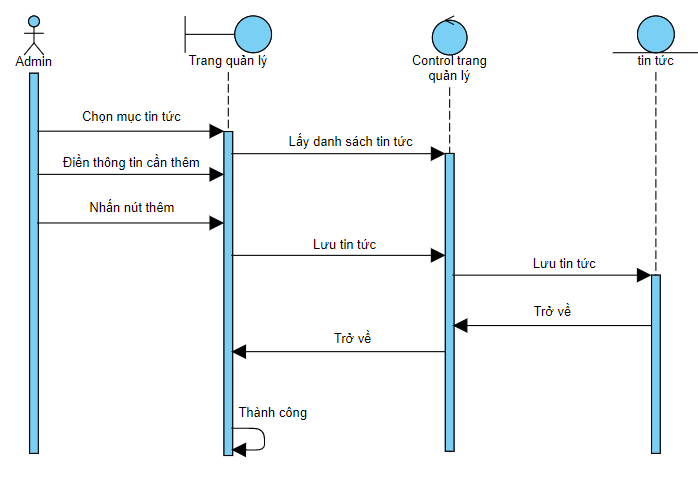 Admin
Trang quản lý
Control trang
quản lý
tin tức
Chọn mục tin tức
Lấy danh sách tin tức
Điền thông tin cần thêm
Nhấn nút thêm
Lưu tin tức
Lưu tin tức
Trở về
Trở về
Thành công